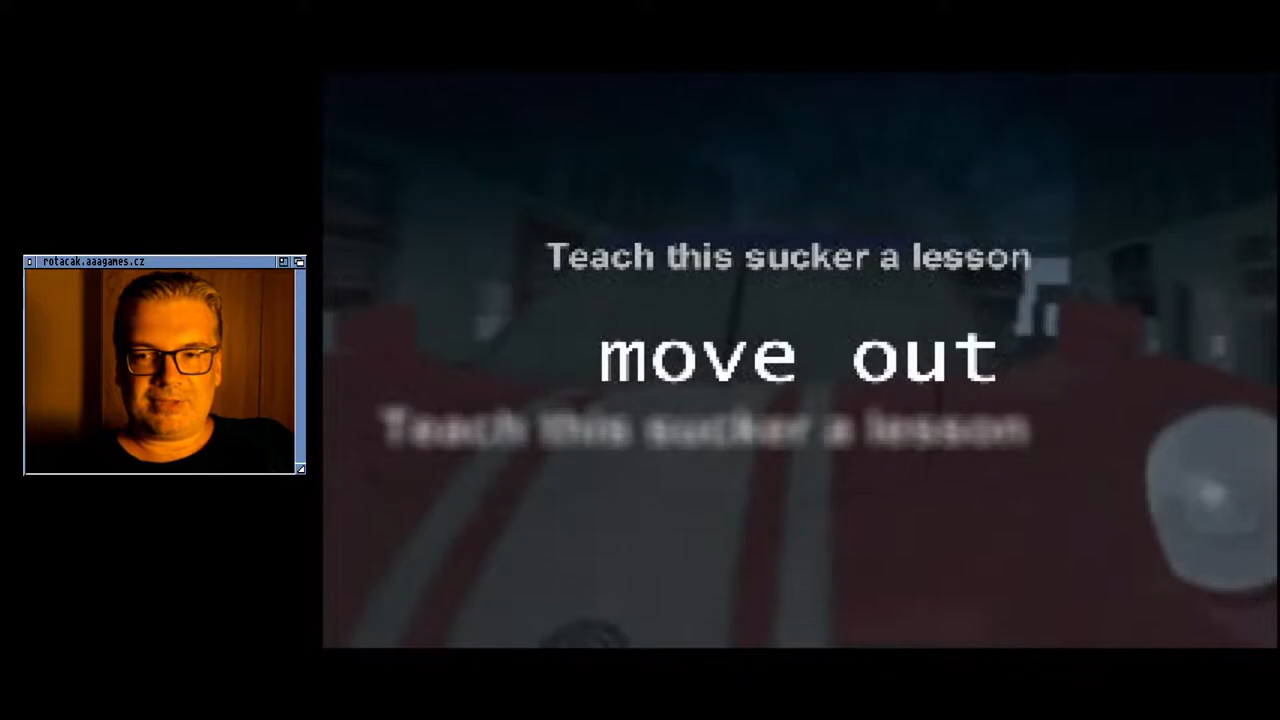 rotacak.aaagames.cz
Teach this sucker a lesson
move out
Teach this sucker a lesson